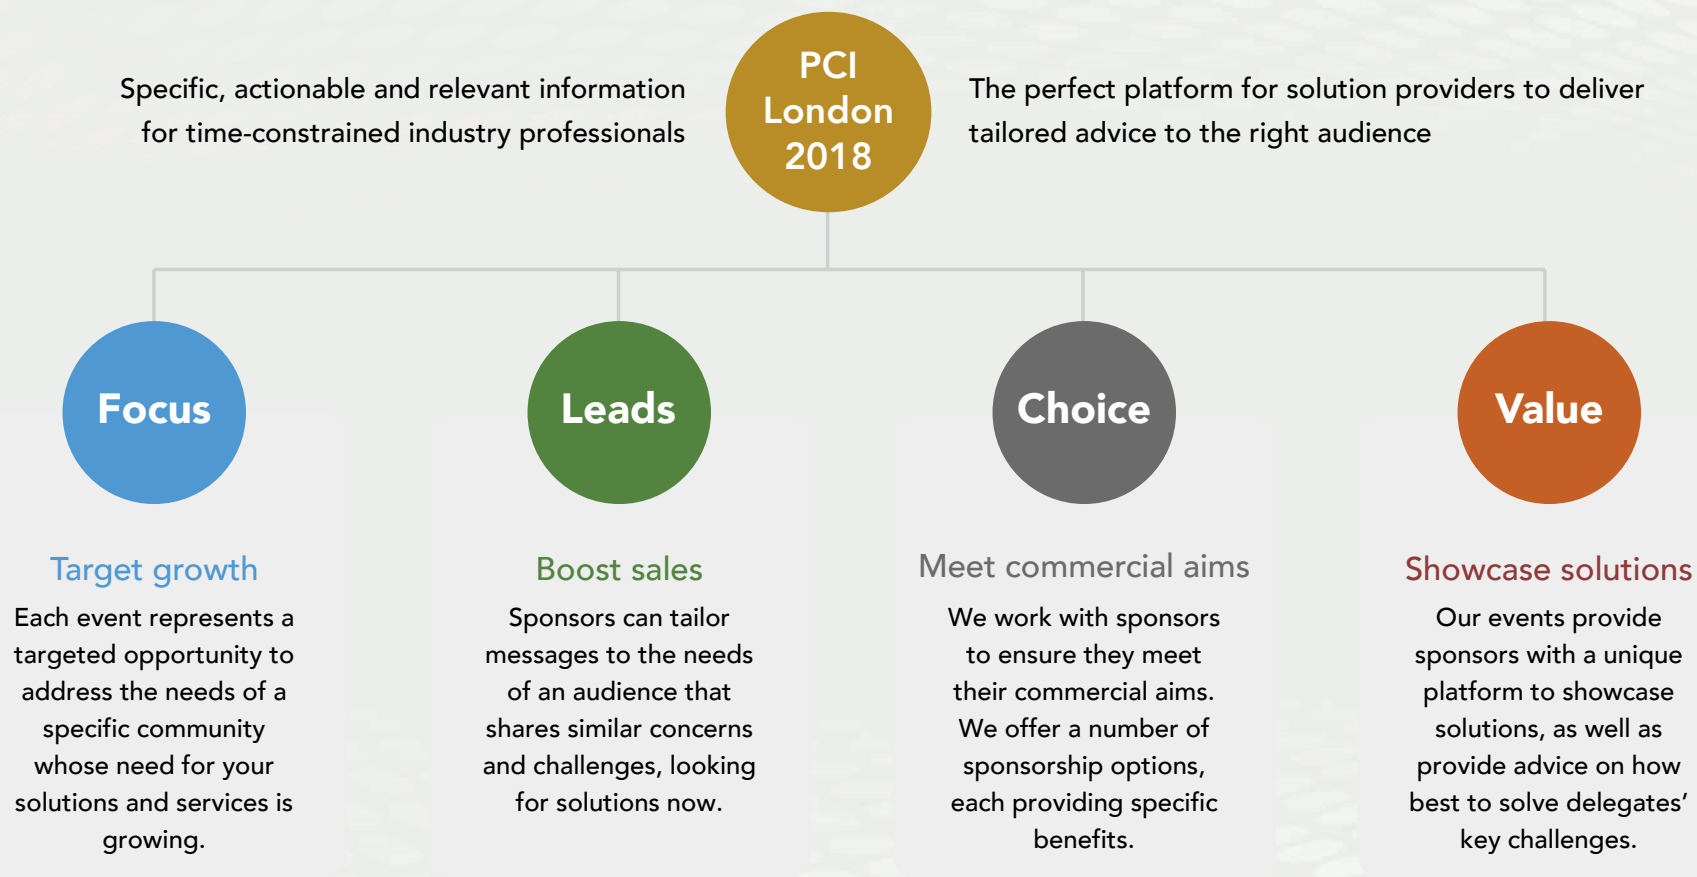 Specific, actionable and relevant information
for time-constrained industry professionals
PCI
London
2018
The perfect platform for solution providers to deliver
tailored advice to the right audience
Focus
Target growth
Each event represents a
targeted opportunity to
address the needs of a
specific community
whose need for your
solutions and services is
growing.
Leads
Boost sales
Sponsors can tailor
messages to the needs
of an audience that
shares similar concerns
and challenges, looking
for solutions now.
Choice
Meet commercial aims
We work with sponsors
to ensure they meet
their commercial aims.
We offer a number of
sponsorship options,
each providing specific
benefits.
Value
Showcase solutions
Our events provide
sponsors with a unique
platform to showcase
solutions, as well as
provide advice on how
best to solve delegates’
key challenges.